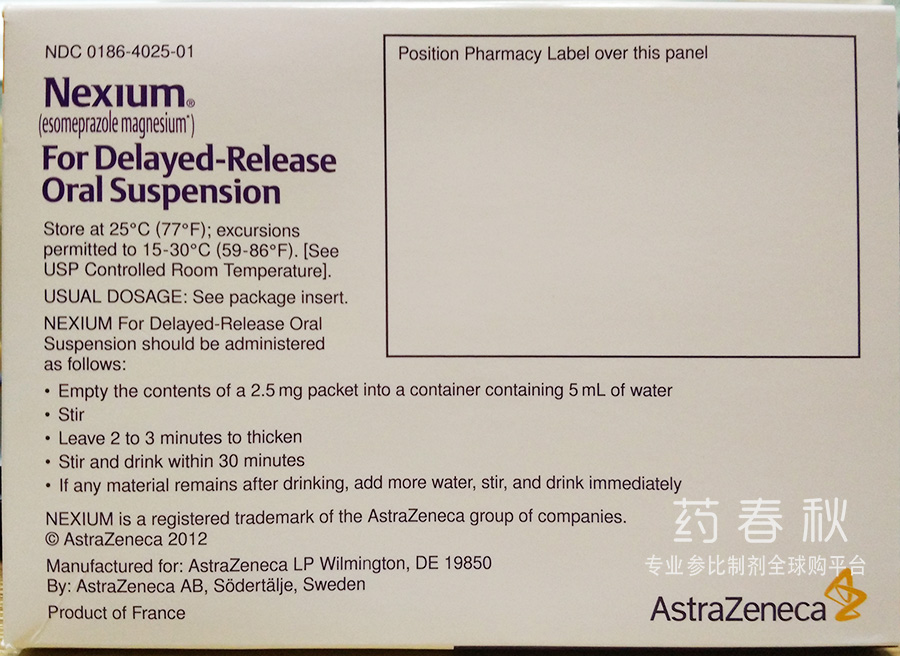 NDC 0186-4025-01
Position Pharmacy Label over this panel
Nexıum®
(esomeprazole magnesium*)
For Delayed-Release
Oral Suspension
Store at 25°C (77°F); excursions
permitted to 15-30°C (59-86°F). [See
USP Controlled Room Temperature].
USUAL DOSAGE: See package insert.
NEXIUM For Delayed-Release Oral
Suspension should be administered
as follows:
• Empty the contents of a 2.5 mg packet into a container containing 5 mL of water
• Stir
• Leave 2 to 3 minutes to thicken
• Stir and drink within 30 minutes
• If any material remains after drinking, add more water, stir, and drink immediately
NEXIUM is a registered trademark of the AstraZeneca group of companies.
© AstraZeneca 2012
Manufactured for: AstraZeneca LP Wilmington, DE 19850
By: AstraZeneca AB, Södertälje, Sweden
Product of France
药春秋
专业参比制剂全球购平台
AstraZeneca